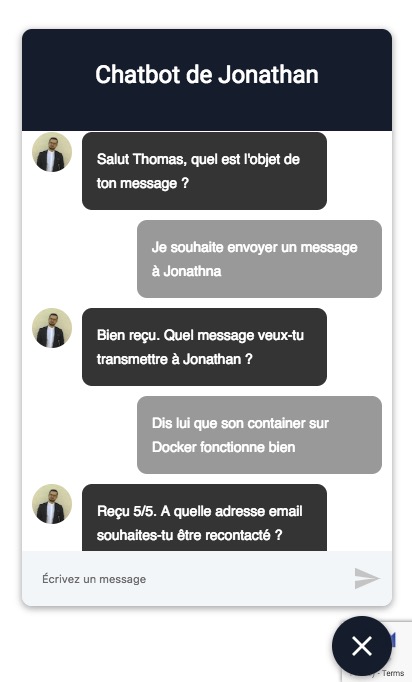 Chatbot de Jonathan
Salut Thomas, quel est l'objet de
ton message ?
Je souhaite envoyer un message
à Jonathna
Bien reçu. Quel message veux-tu
transmettre à Jonathan ?
Dis lui que son container sur
Docker fonctionne bien
Reçu 5/5. A quelle adresse email
souhaites-tu être recontacté ?
Écrivez un message
- Terms